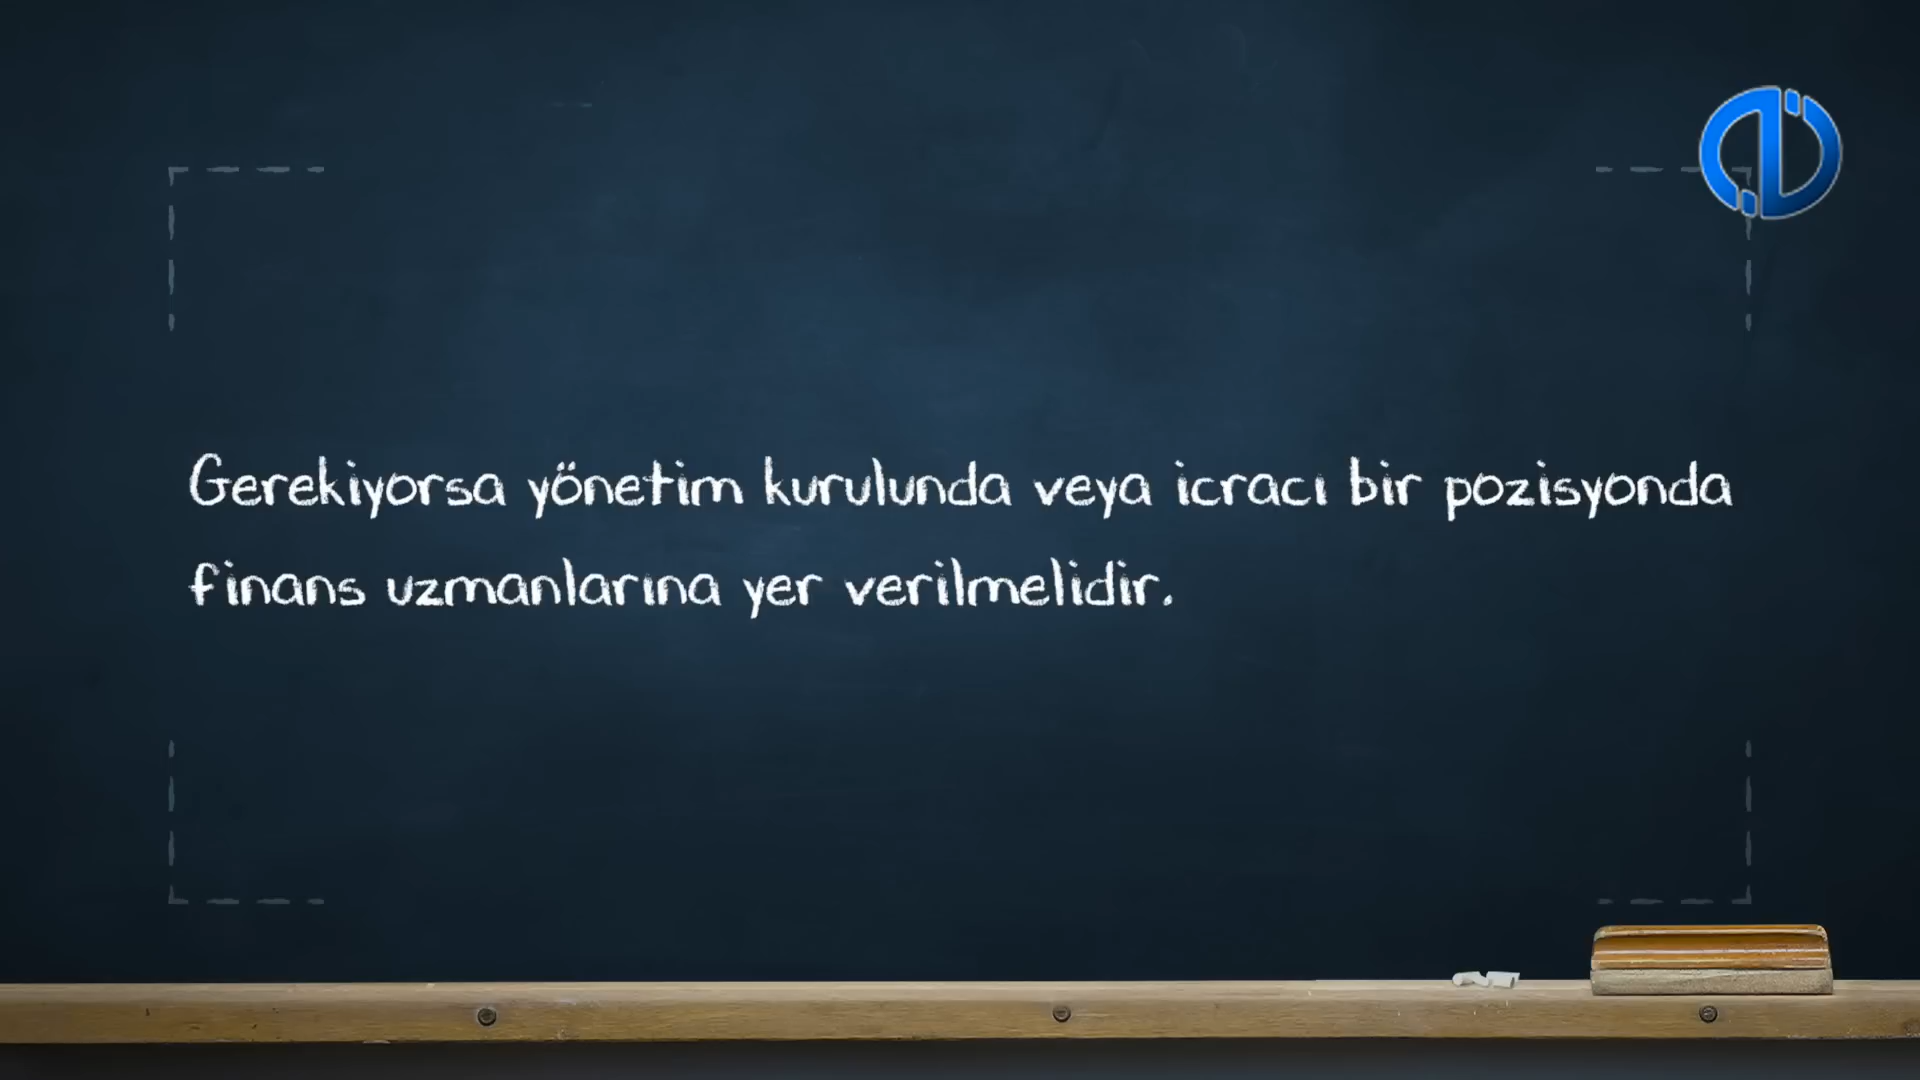 Gerekiyorsa yönetim kurulunda veya icracı bir pozisyonda
finans uzmanlarına yer verilmelidir.